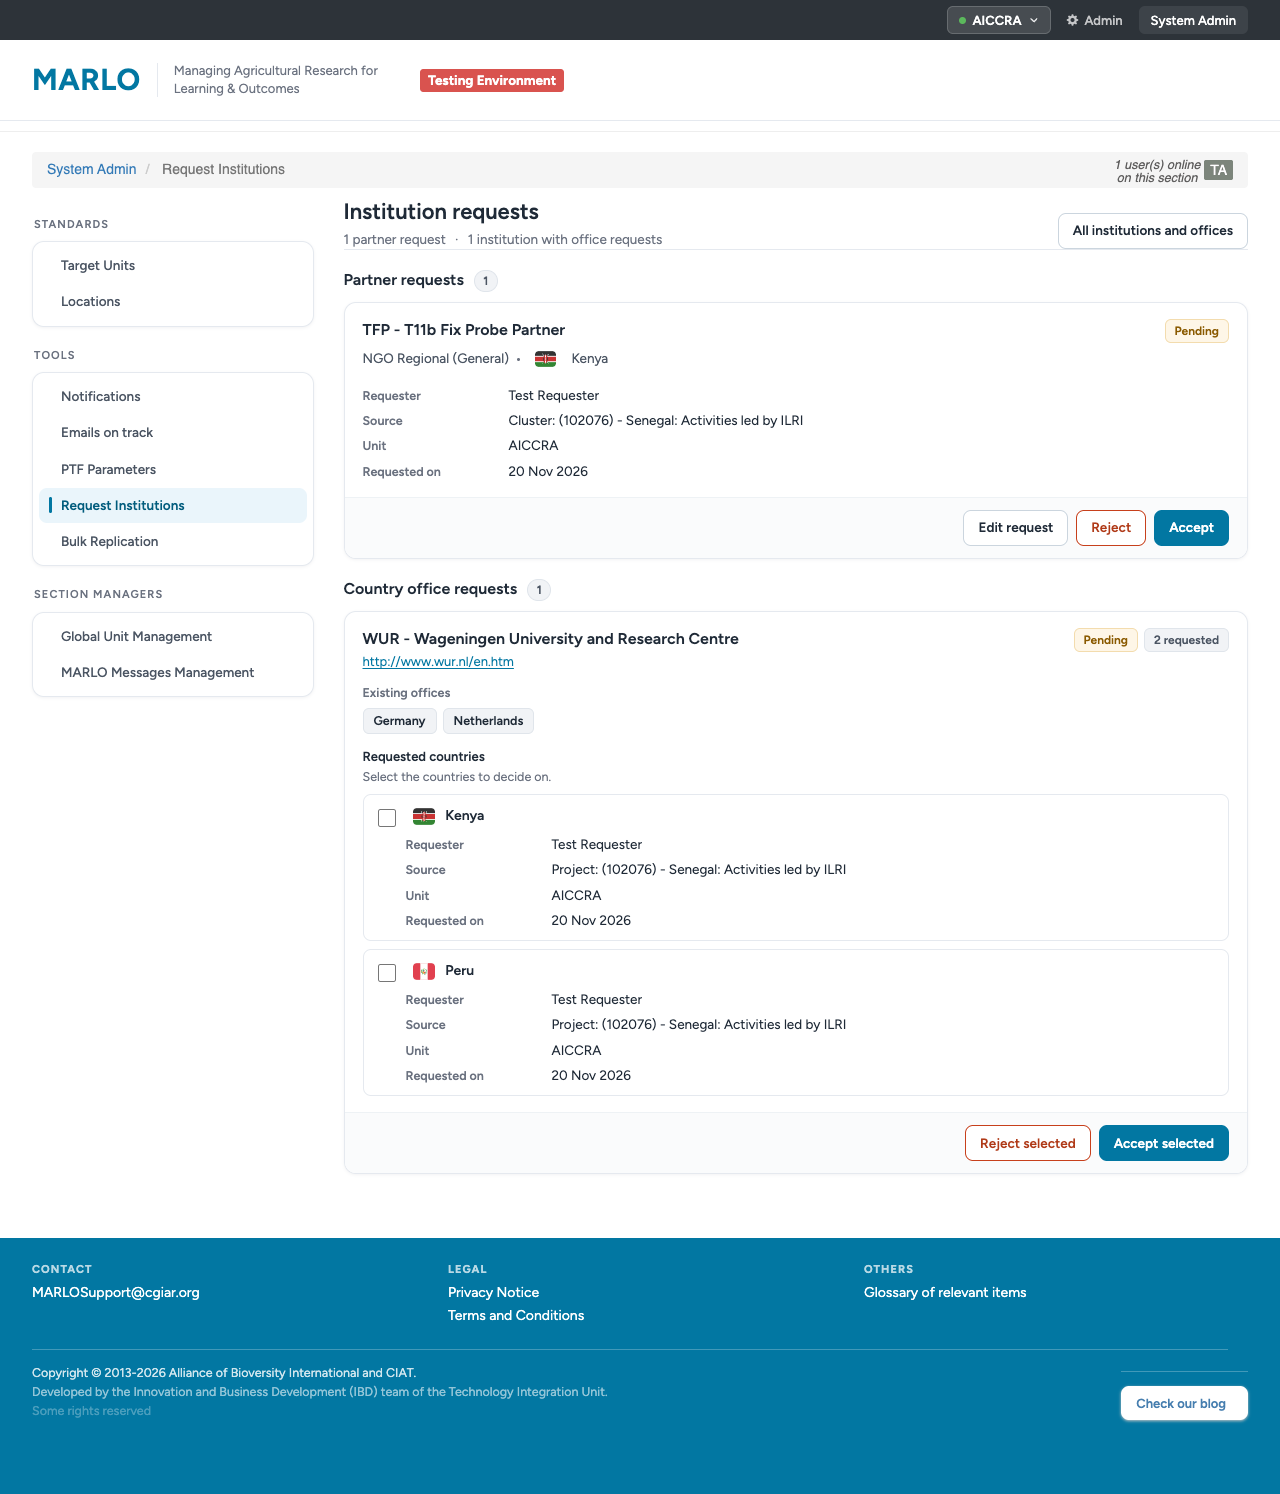 AICCRA
Admin
System Admin
MARLO
Managing Agricultural Research for
Learning & Outcomes
Testing Environment
System Admin / Request Institutions
1 user(s) online
on this section
TA
STANDARDS
Target Units
Locations
TOOLS
Notifications
Emails on track
PTF Parameters
Request Institutions
Bulk Replication
SECTION MANAGERS
Global Unit Management
MARLO Messages Management
Institution requests
1 partner request · 1 institution with office requests
All institutions and offices
Partner requests 1
TFP - T11b Fix Probe Partner
Pending
NGO Regional (General) • Kenya
Requester Test Requester
Source Cluster: (102076) - Senegal: Activities led by ILRI
Unit AICCRA
Requested on 20 Nov 2026
Edit request
Reject
Accept
Country office requests 1
WUR - Wageningen University and Research Centre
Pending
2 requested
http://www.wur.nl/en.htm
Existing offices
Germany
Netherlands
Requested countries
Select the countries to decide on.
Kenya
Requester Test Requester
Source Project: (102076) - Senegal: Activities led by ILRI
Unit AICCRA
Requested on 20 Nov 2026
Peru
Requester Test Requester
Source Project: (102076) - Senegal: Activities led by ILRI
Unit AICCRA
Requested on 20 Nov 2026
Reject selected
Accept selected
CONTACT
MARLOSupport@cgiar.org
LEGAL
Privacy Notice
Terms and Conditions
OTHERS
Glossary of relevant items
Copyright © 2013-2026 Alliance of Bioversity International and CIAT.
Developed by the Innovation and Business Development (IBD) team of the Technology Integration Unit.
Some rights reserved
Check our blog